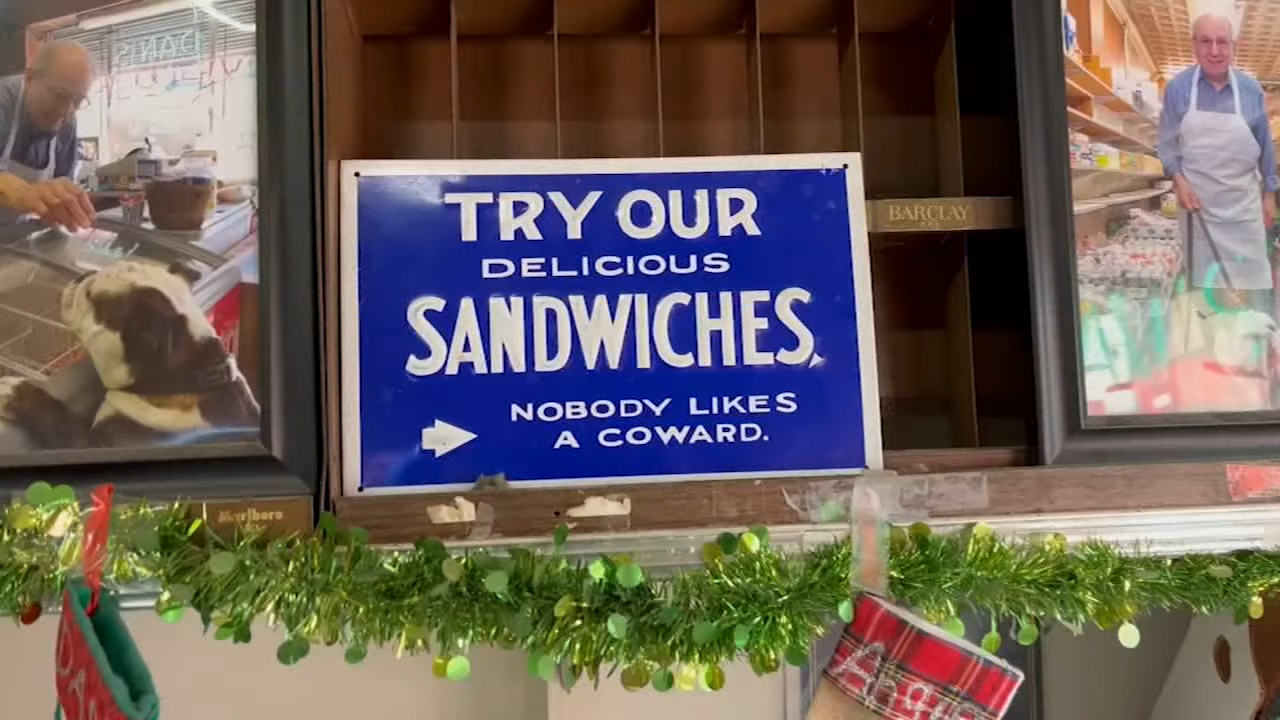 TRY OUR
DELICIOUS
SANDWICHES,
NOBODY LIKES
A COWARD.
BARCLAY
Marlboro